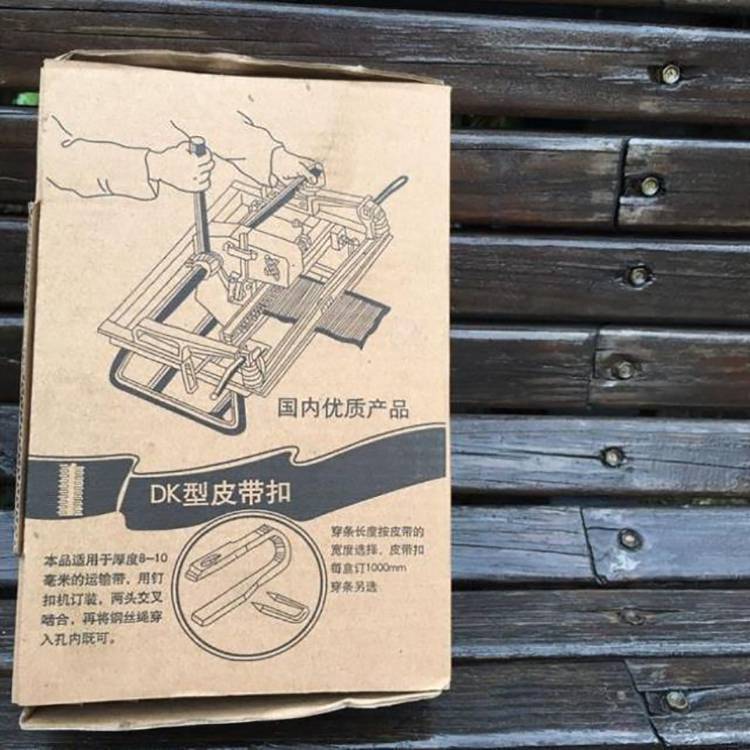 国内优质产品
DK型皮带扣
本品适用于厚度8-10
毫米的运输带，用钉
扣机订装，两头交叉
啮合，再将钢丝绳穿
入孔内既可。
穿条长度按皮带的
宽度选择，皮带扣
每盒订1000mm
穿条另选